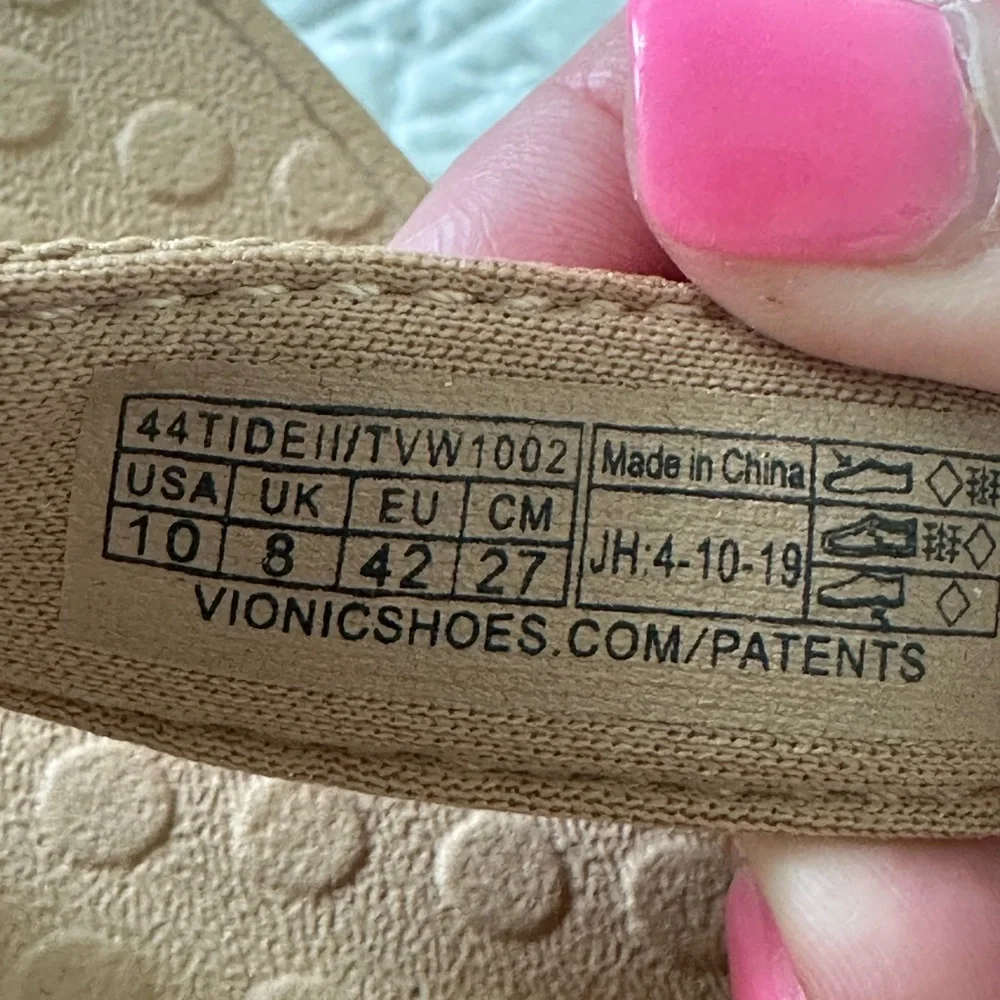 44TIDEII/TVW1002
USA UK EU CM
10 8 42 27
Made in China
JH:4-10-19
VIONICSHOES.COM/PATENTS